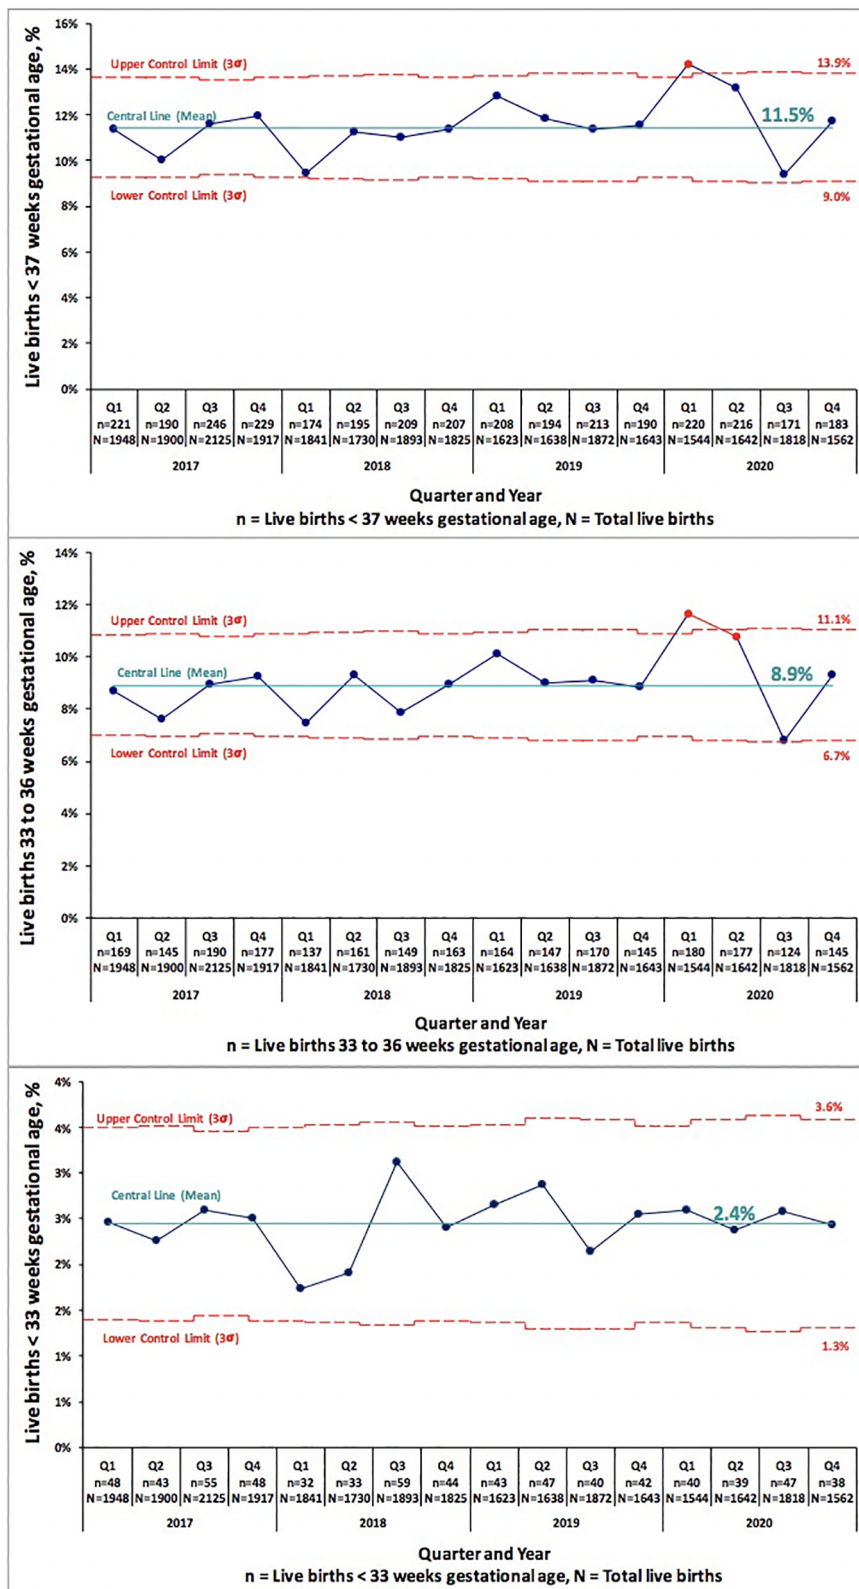 Live births < 37 weeks gestational age, %
16%
14%
12%
10%
8%
6%
4%
2%
0%
Upper Control Limit (3σ)
13.9%
Central Line (Mean)
11.5%
Lower Control Limit (3σ)
9.0%
Q1 Q2 Q3 Q4 Q1 Q2 Q3 Q4 Q1 Q2 Q3 Q4 Q1 Q2 Q3 Q4
n=221 n=190 n=246 n=229 n=174 n=195 n=209 n=207 n=208 n=194 n=213 n=190 n=220 n=216 n=171 n=183
N=1948 N=1900 N=2125 N=1917 N=1841 N=1730 N=1893 N=1825 N=1623 N=1638 N=1872 N=1643 N=1544 N=1642 N=1818 N=1562
2017 2018 2019 2020
Quarter and Year
n = Live births < 37 weeks gestational age, N = Total live births
Live births 33 to 36 weeks gestational age, %
14%
12%
10%
8%
6%
4%
2%
0%
Upper Control Limit (3σ)
11.1%
Central Line (Mean)
8.9%
Lower Control Limit (3σ)
6.7%
Q1 Q2 Q3 Q4 Q1 Q2 Q3 Q4 Q1 Q2 Q3 Q4 Q1 Q2 Q3 Q4
n=169 n=145 n=190 n=177 n=137 n=161 n=149 n=163 n=164 n=147 n=170 n=145 n=180 n=177 n=124 n=145
N=1948 N=1900 N=2125 N=1917 N=1841 N=1730 N=1893 N=1825 N=1623 N=1638 N=1872 N=1643 N=1544 N=1642 N=1818 N=1562
2017 2018 2019 2020
Quarter and Year
n = Live births 33 to 36 weeks gestational age, N = Total live births
Live births < 33 weeks gestational age, %
4%
4%
3%
3%
2%
2%
1%
1%
0%
Upper Control Limit (3σ)
3.6%
Central Line (Mean)
2.4%
Lower Control Limit (3σ)
1.3%
Q1 Q2 Q3 Q4 Q1 Q2 Q3 Q4 Q1 Q2 Q3 Q4 Q1 Q2 Q3 Q4
n=48 n=43 n=55 n=48 n=32 n=33 n=59 n=44 n=43 n=47 n=40 n=42 n=40 n=39 n=47 n=38
N=1948 N=1900 N=2125 N=1917 N=1841 N=1730 N=1893 N=1825 N=1623 N=1638 N=1872 N=1643 N=1544 N=1642 N=1818 N=1562
2017 2018 2019 2020
Quarter and Year
n = Live births < 33 weeks gestational age, N = Total live births